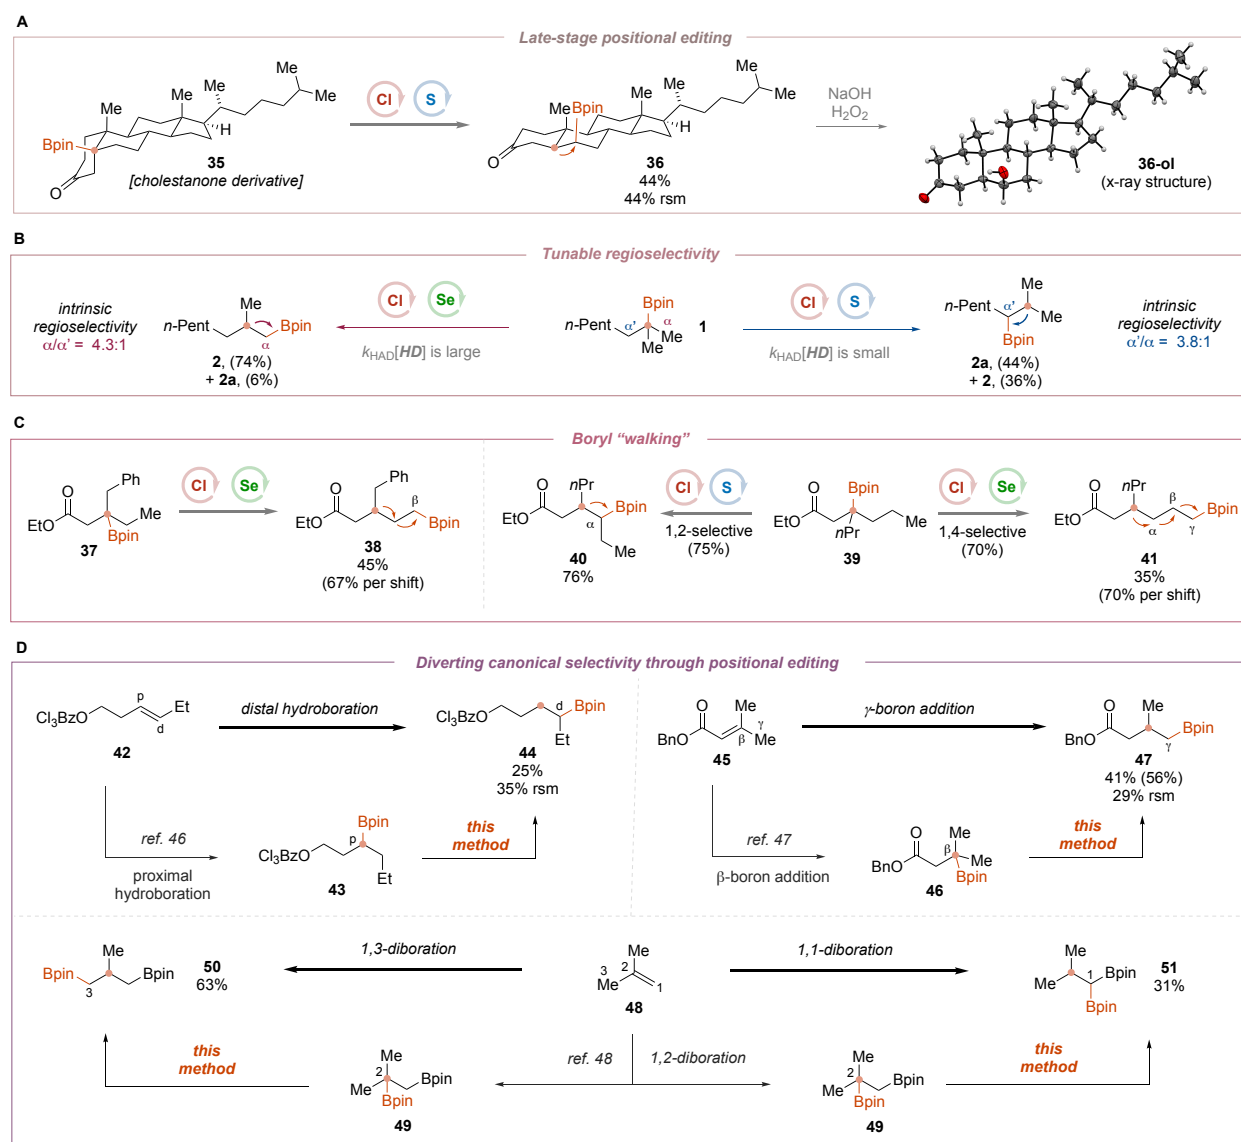 A
Late-stage positional editing
Me
Me
Me
Me
Me
H
Bpin
O
35
[cholestanone derivative]
Cl
S
Me
Me
Me
Me
Bpin
Me
H
O
36
44%
44% rsm
NaOH
H2O2
36-ol
(x-ray structure)
B
Tunable regioselectivity
intrinsic
regioselectivity
α/α' = 4.3:1
Me
n-Pent
Bpin
α
2, (74%)
+ 2a, (6%)
Cl
Se
kHAD[HD] is large
Bpin
n-Pent
α'
α
Me
Me
1
Cl
S
kHAD[HD] is small
Me
n-Pent
α'
Me
Bpin
2a, (44%)
+ 2, (36%)
intrinsic
regioselectivity
α'/α = 3.8:1
C
Boryl “walking”
Ph
O
EtO
Me
Bpin
37
Cl
Se
Ph
O
β
EtO
Bpin
38
45%
(67% per shift)
nPr
O
Bpin
EtO
α
Me
40
76%
Cl
S
1,2-selective
(75%)
Bpin
O
EtO
Me
nPr
39
Cl
Se
1,4-selective
(70%)
nPr
O
β
Bpin
EtO
α
γ
41
35%
(70% per shift)
D
Diverting canonical selectivity through positional editing
p
Et
Cl3BzO
d
42
distal hydroboration
d
Bpin
Cl3BzO
Et
44
25%
35% rsm
ref. 46
proximal
hydroboration
Bpin
p
Cl3BzO
Et
43
this
method
O
Me
γ
BnO
β
Me
45
γ-boron addition
O
Me
Bpin
BnO
γ
47
41% (56%)
29% rsm
ref. 47
β-boron addition
O
Me
β
Me
BnO
Bpin
46
this
method
Me
Bpin
Bpin
3
50
63%
1,3-diboration
Me
3
2
Me
1
48
1,1-diboration
Me
1
Bpin
Me
Bpin
51
31%
this
method
Me
2
Bpin
Me
Bpin
49
ref. 48
1,2-diboration
Me
2
Bpin
Me
Bpin
49
this
method